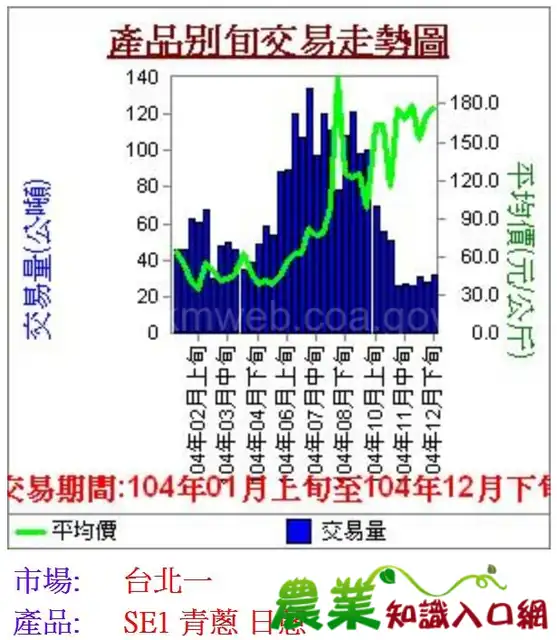 產品別旬交易走勢圖
交易量(公噸)
140
120
100
80
60
40
20
0
180.0
150.0
120.0
90.0
60.0
30.0
0.0
平均價(元/公斤)
kmweb.coa.gov
04年02月上旬
04年03月中旬
04年04月下旬
04年06月上旬
04年07月中旬
04年08月下旬
04年10月上旬
04年11月中旬
04年12月下旬
交易期間:104年01月上旬至104年12月下旬
平均價
交易量
市場: 台北一
產品: SE1 青蔥 日蔥
農業知識入口網